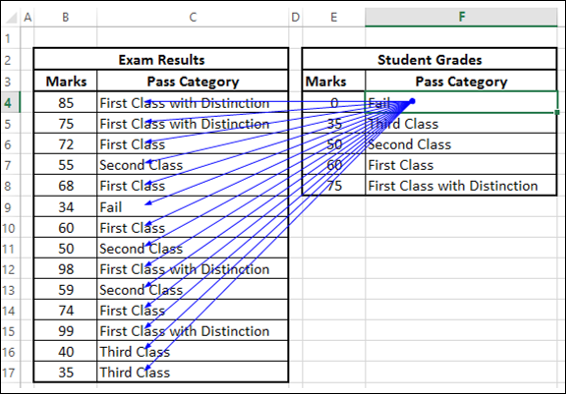 A B C D E F
1
2 Exam Results Student Grades
3 Marks Pass Category Marks Pass Category
4 85 First Class with Distinction 0 Fail
5 75 First Class with Distinction 35 Third Class
6 72 First Class 50 Second Class
7 55 Second Class 60 First Class
8 68 First Class 75 First Class with Distinction
9 34 Fail
10 60 First Class
11 50 Second Class
12 98 First Class with Distinction
13 59 Second Class
14 74 First Class
15 99 First Class with Distinction
16 40 Third Class
17 35 Third Class